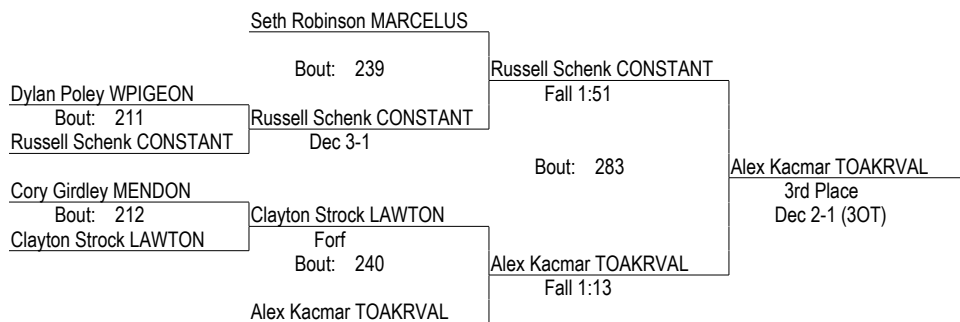 Seth Robinson MARCELUS
Bout: 239
Russell Schenk CONSTANT
Fall 1:51
Dylan Poley WPIGEON
Bout: 211
Russell Schenk CONSTANT
Dec 3-1
Russell Schenk CONSTANT
Bout: 283
Alex Kacmar TOAKRVAL
3rd Place
Dec 2-1 (3OT)
Cory Girdley MENDON
Bout: 212
Clayton Strock LAWTON
Clayton Strock LAWTON
Forf
Bout: 240
Alex Kacmar TOAKRVAL
Fall 1:13
Alex Kacmar TOAKRVAL